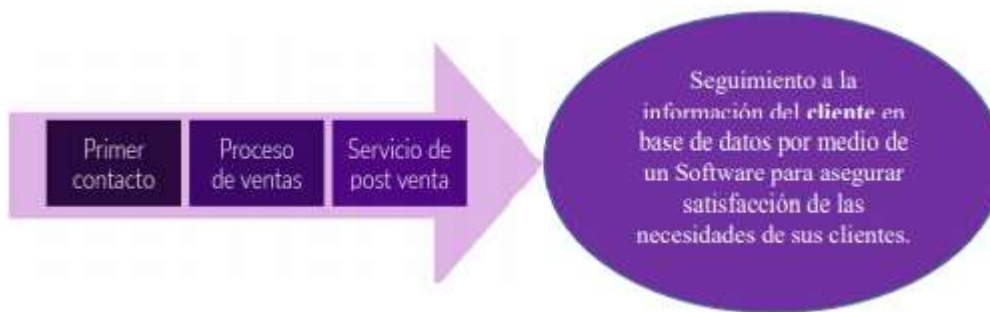 Primer
contacto
Proceso
de ventas
Servicio de
post venta
Seguimiento a la
información del cliente en
base de datos por medio de
un Software para asegurar
satisfacción de las
necesidades de sus clientes.